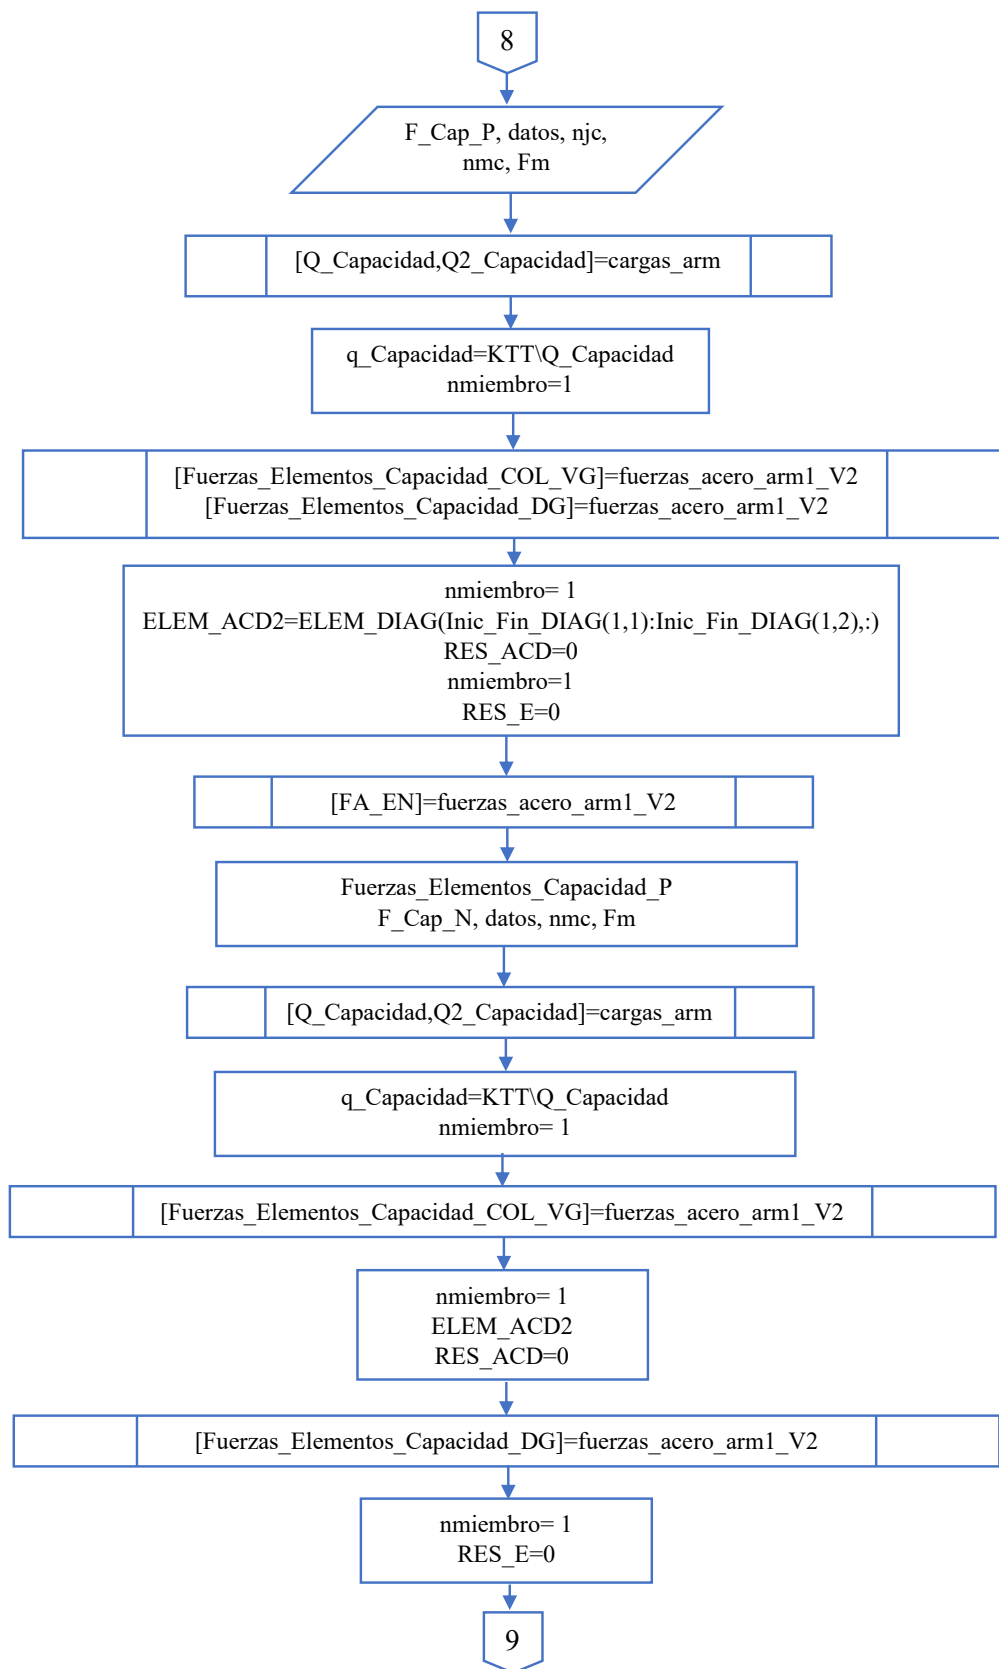 8
F_Cap_P, datos, njc,
nmc, Fm
[Q_Capacidad,Q2_Capacidad]=cargas_arm
q_Capacidad=KTT\Q_Capacidad
nmiembro=1
[Fuerzas_Elementos_Capacidad_COL_VG]=fuerzas_acero_arm1_V2
[Fuerzas_Elementos_Capacidad_DG]=fuerzas_acero_arm1_V2
nmiembro= 1
ELEM_ACD2=ELEM_DIAG(Inic_Fin_DIAG(1,1):Inic_Fin_DIAG(1,2),:)
RES_ACD=0
nmiembro=1
RES_E=0
[FA_EN]=fuerzas_acero_arm1_V2
Fuerzas_Elementos_Capacidad_P
F_Cap_N, datos, nmc, Fm
[Q_Capacidad,Q2_Capacidad]=cargas_arm
q_Capacidad=KTT\Q_Capacidad
nmiembro= 1
[Fuerzas_Elementos_Capacidad_COL_VG]=fuerzas_acero_arm1_V2
nmiembro= 1
ELEM_ACD2
RES_ACD=0
[Fuerzas_Elementos_Capacidad_DG]=fuerzas_acero_arm1_V2
nmiembro= 1
RES_E=0
9